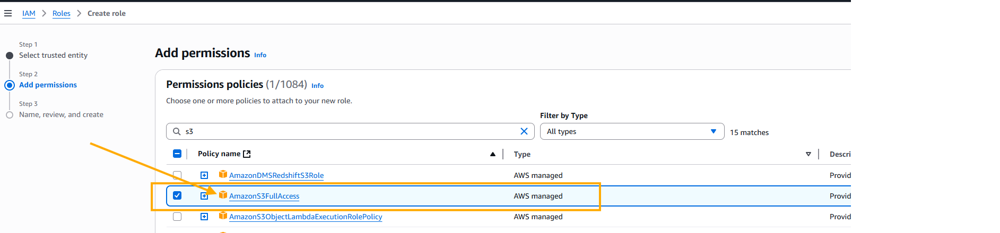 IAM > Roles > Create role
Step 1
Select trusted entity
Step 2
Add permissions
Step 3
Name, review, and create
Add permissions Info
Permissions policies (1/1084) Info
Choose one or more policies to attach to your new role.
Filter by Type
s3
All types
15 matches
Policy name
Type
Descri
AmazonDMSRedshiftS3Role AWS managed Provid
AmazonS3FullAccess AWS managed Provid
AmazonS3ObjectLambdaExecutionRolePolicy AWS managed Provid